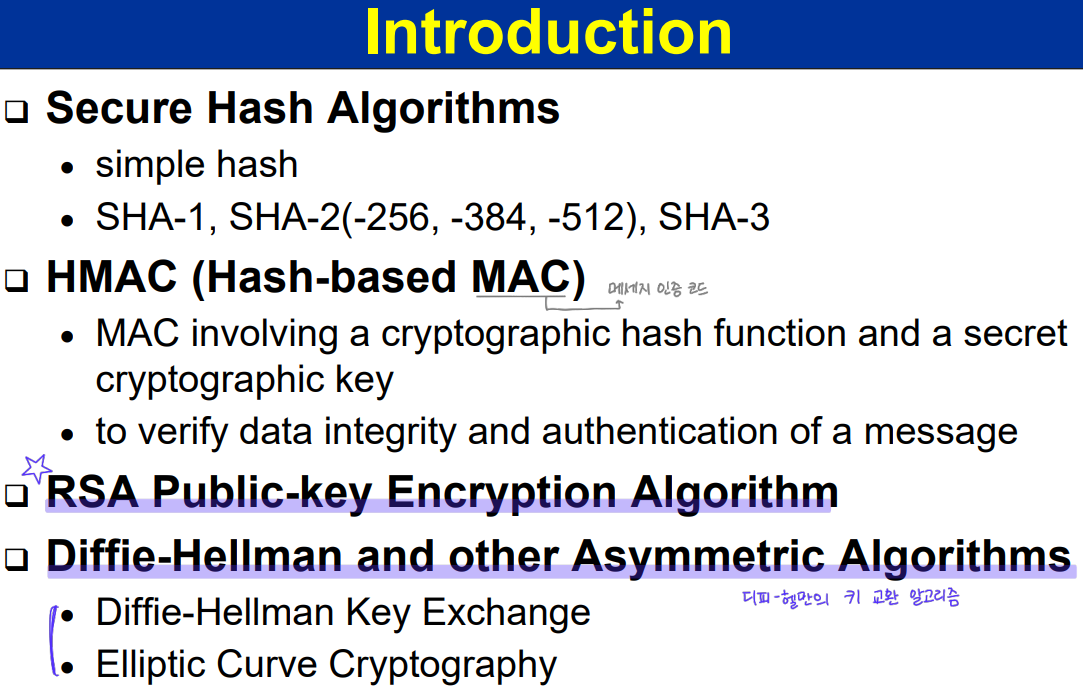 Introduction
❑ Secure Hash Algorithms
• simple hash
• SHA-1, SHA-2(-256, -384, -512), SHA-3
❑ HMAC (Hash-based MAC)
메세지 인증 코드
• MAC involving a cryptographic hash function and a secret
cryptographic key
• to verify data integrity and authentication of a message
❑ RSA Public-key Encryption Algorithm
❑ Diffie-Hellman and other Asymmetric Algorithms
디피-헬만의 키 교환 알고리즘
• Diffie-Hellman Key Exchange
• Elliptic Curve Cryptography